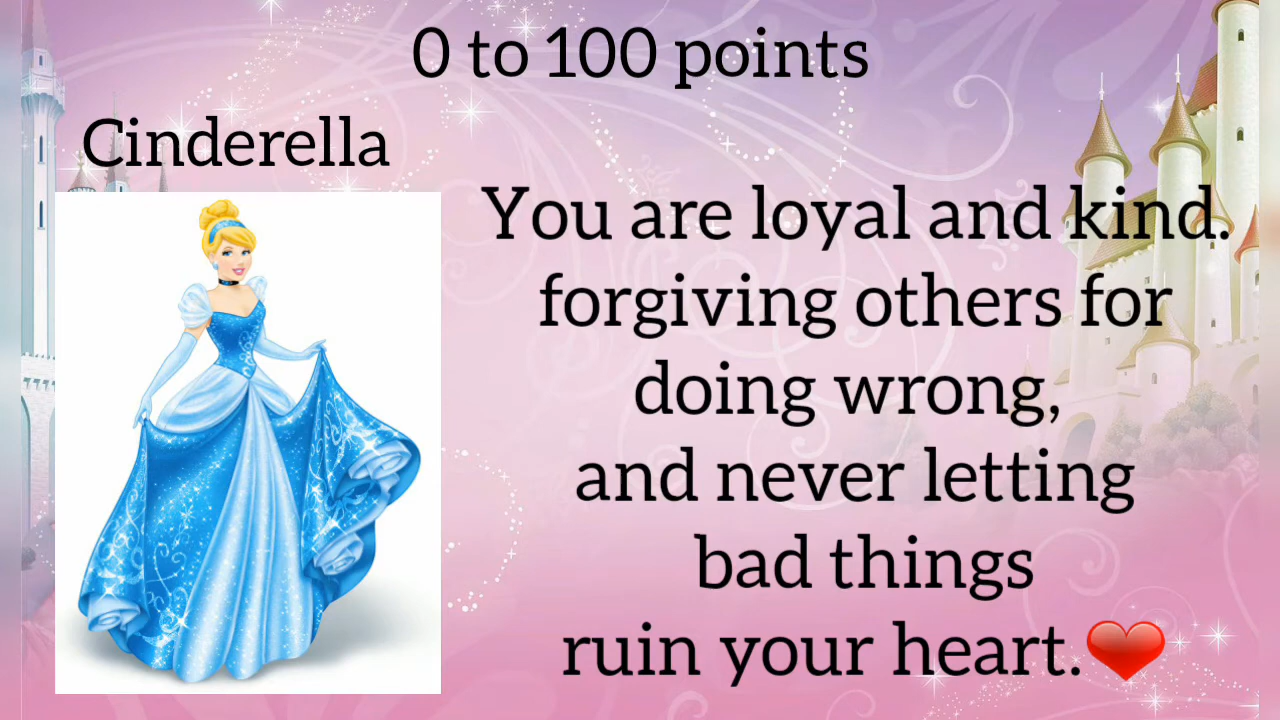 0 to 100 points
Cinderella
You are loyal and kind.
forgiving others for
doing wrong,
and never letting
bad things
ruin your heart.❤️